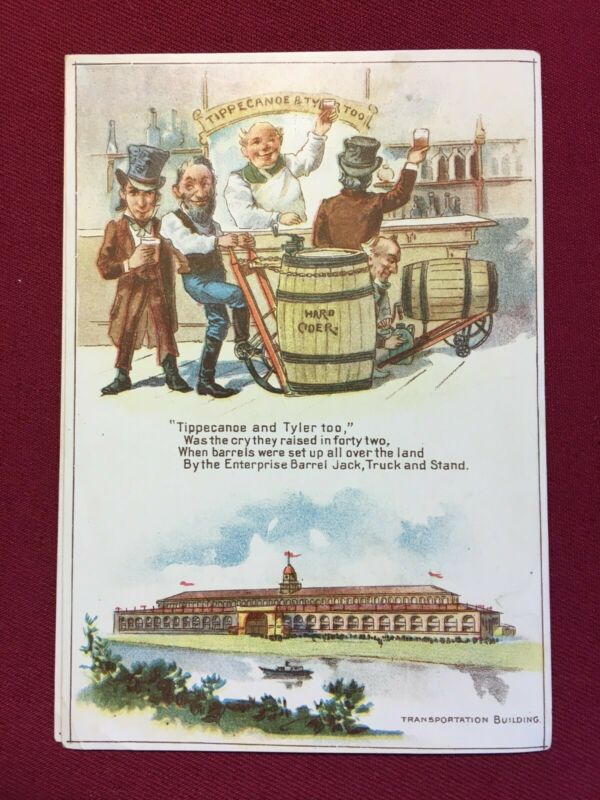 TIPPECANOE & TYLER TOO
HARD
CIDER.
"Tippecanoe and Tyler too,"
Was the cry they raised in forty two,
When barrels were set up all over the land
By the Enterprise Barrel Jack, Truck and Stand.
TRANSPORTATION BUILDING.